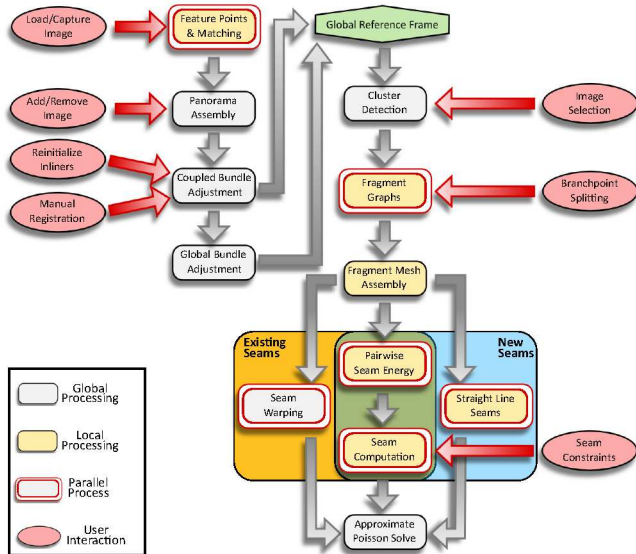 Load/Capture
Image
Feature Points
& Matching
Global Reference Frame
Add/Remove
Image
Panorama
Assembly
Cluster
Detection
Image
Selection
Reinitialize
Inliners
Manual
Registration
Coupled Bundle
Adjustment
Fragment
Graphs
Branchpoint
Splitting
Global Bundle
Adjustment
Fragment Mesh
Assembly
Existing
Seams
New
Seams
Pairwise
Seam Energy
Seam
Warping
Straight Line
Seams
Seam
Computation
Seam
Constraints
Approximate
Poisson Solve
Global
Processing
Local
Processing
Parallel
Process
User
Interaction